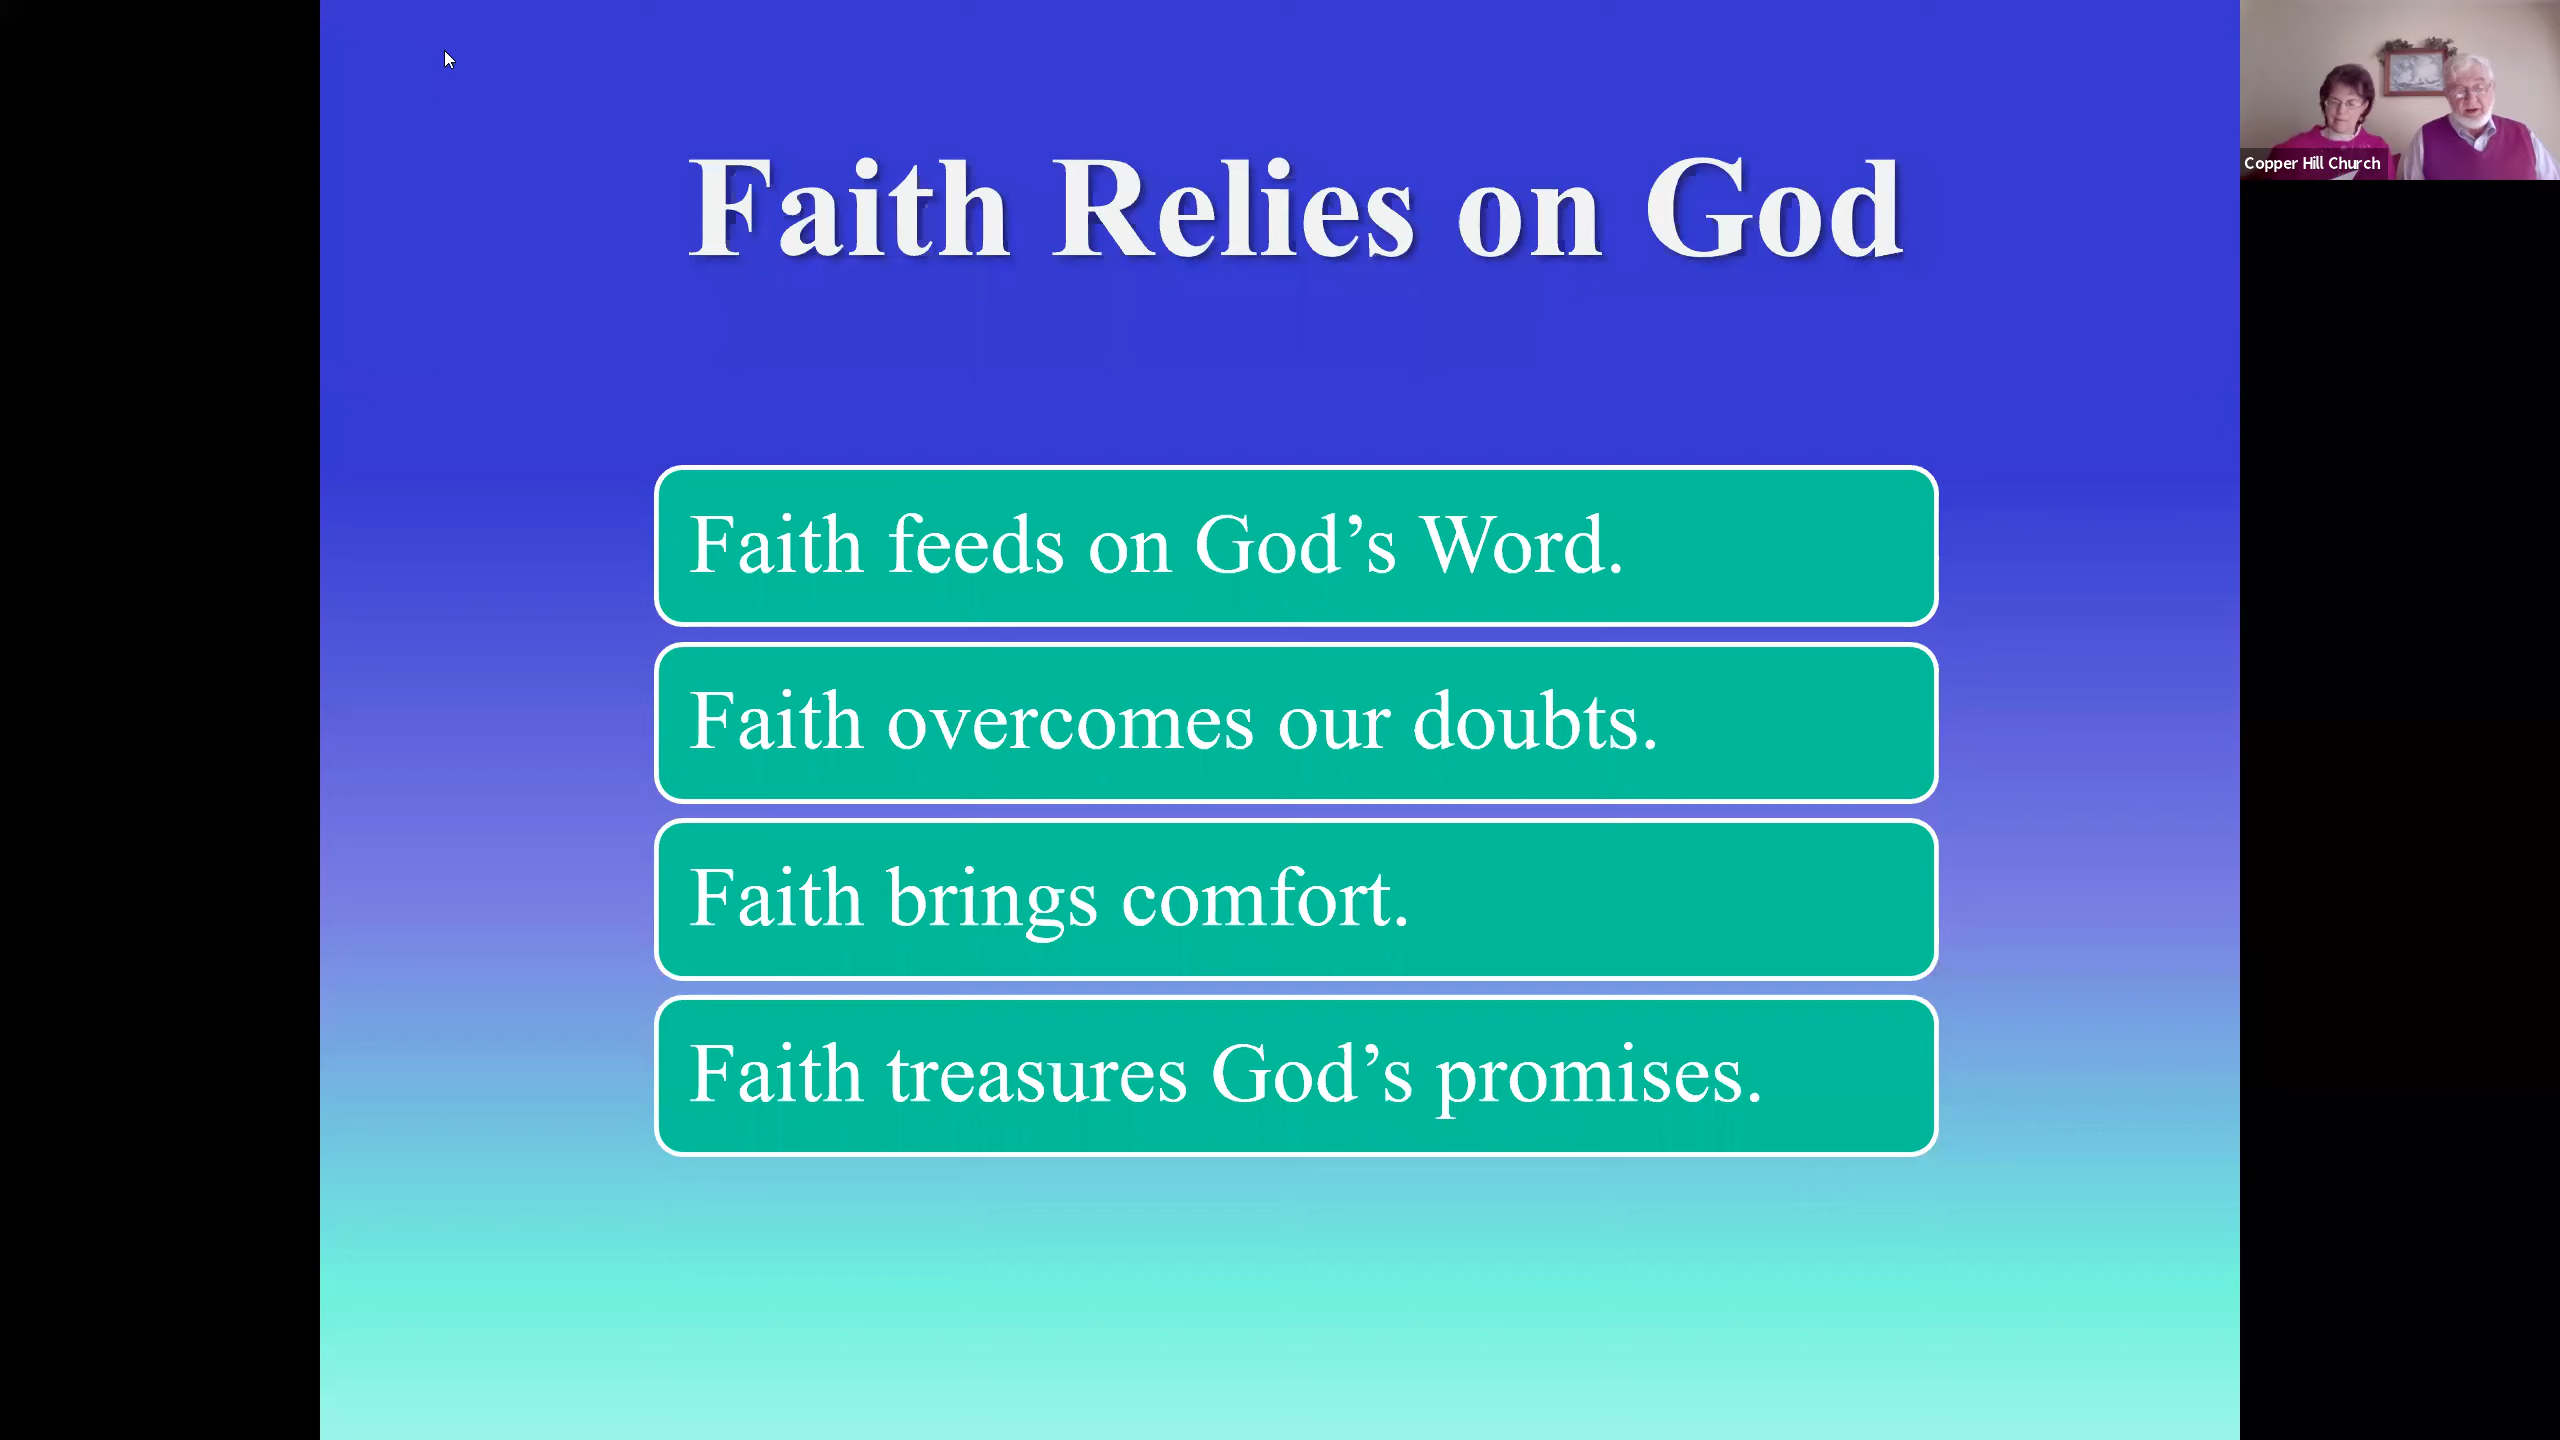 Faith Relies on God
Copper Hill Church
Faith feeds on God’s Word.
Faith overcomes our doubts.
Faith brings comfort.
Faith treasures God’s promises.